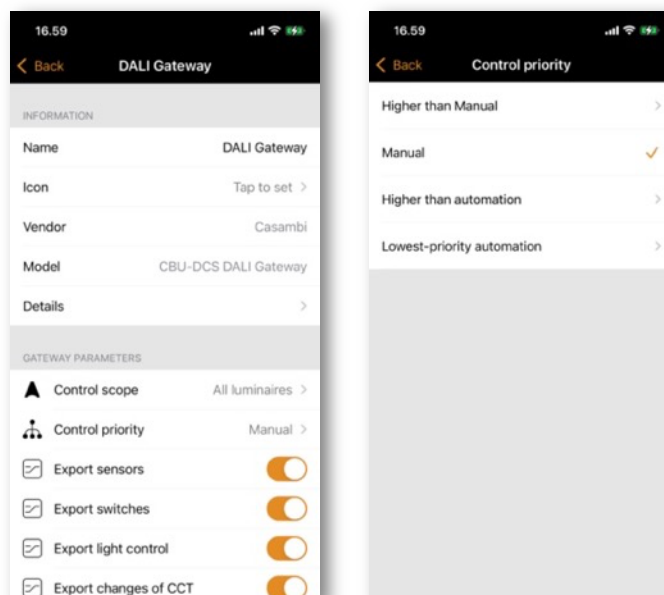 16.59
Back DALI Gateway
INFORMATION
Name DALI Gateway
Icon Tap to set
Vendor Casambi
Model CBU-DCS DALI Gateway
Details
GATEWAY PARAMETERS
Control scope All luminaires
Control priority Manual
Export sensors
Export switches
Export light control
Export changes of CCT
16.59
Back Control priority
Higher than Manual
Manual
Higher than automation
Lowest-priority automation